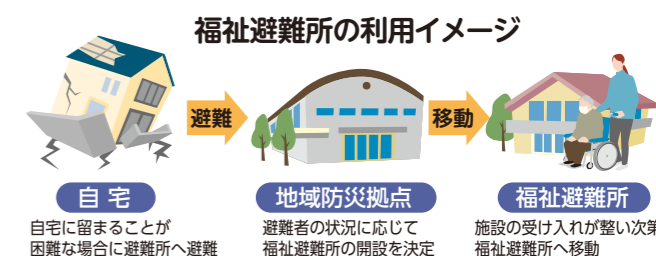 福祉避難所の利用イメージ
避難
移動
自宅
地域防災拠点
福祉避難所
自宅に留まることが
困難な場合に避難所へ避難
避難者の状況に応じて
福祉避難所の開設を決定
施設の受け入れが整い次第
福祉避難所へ移動